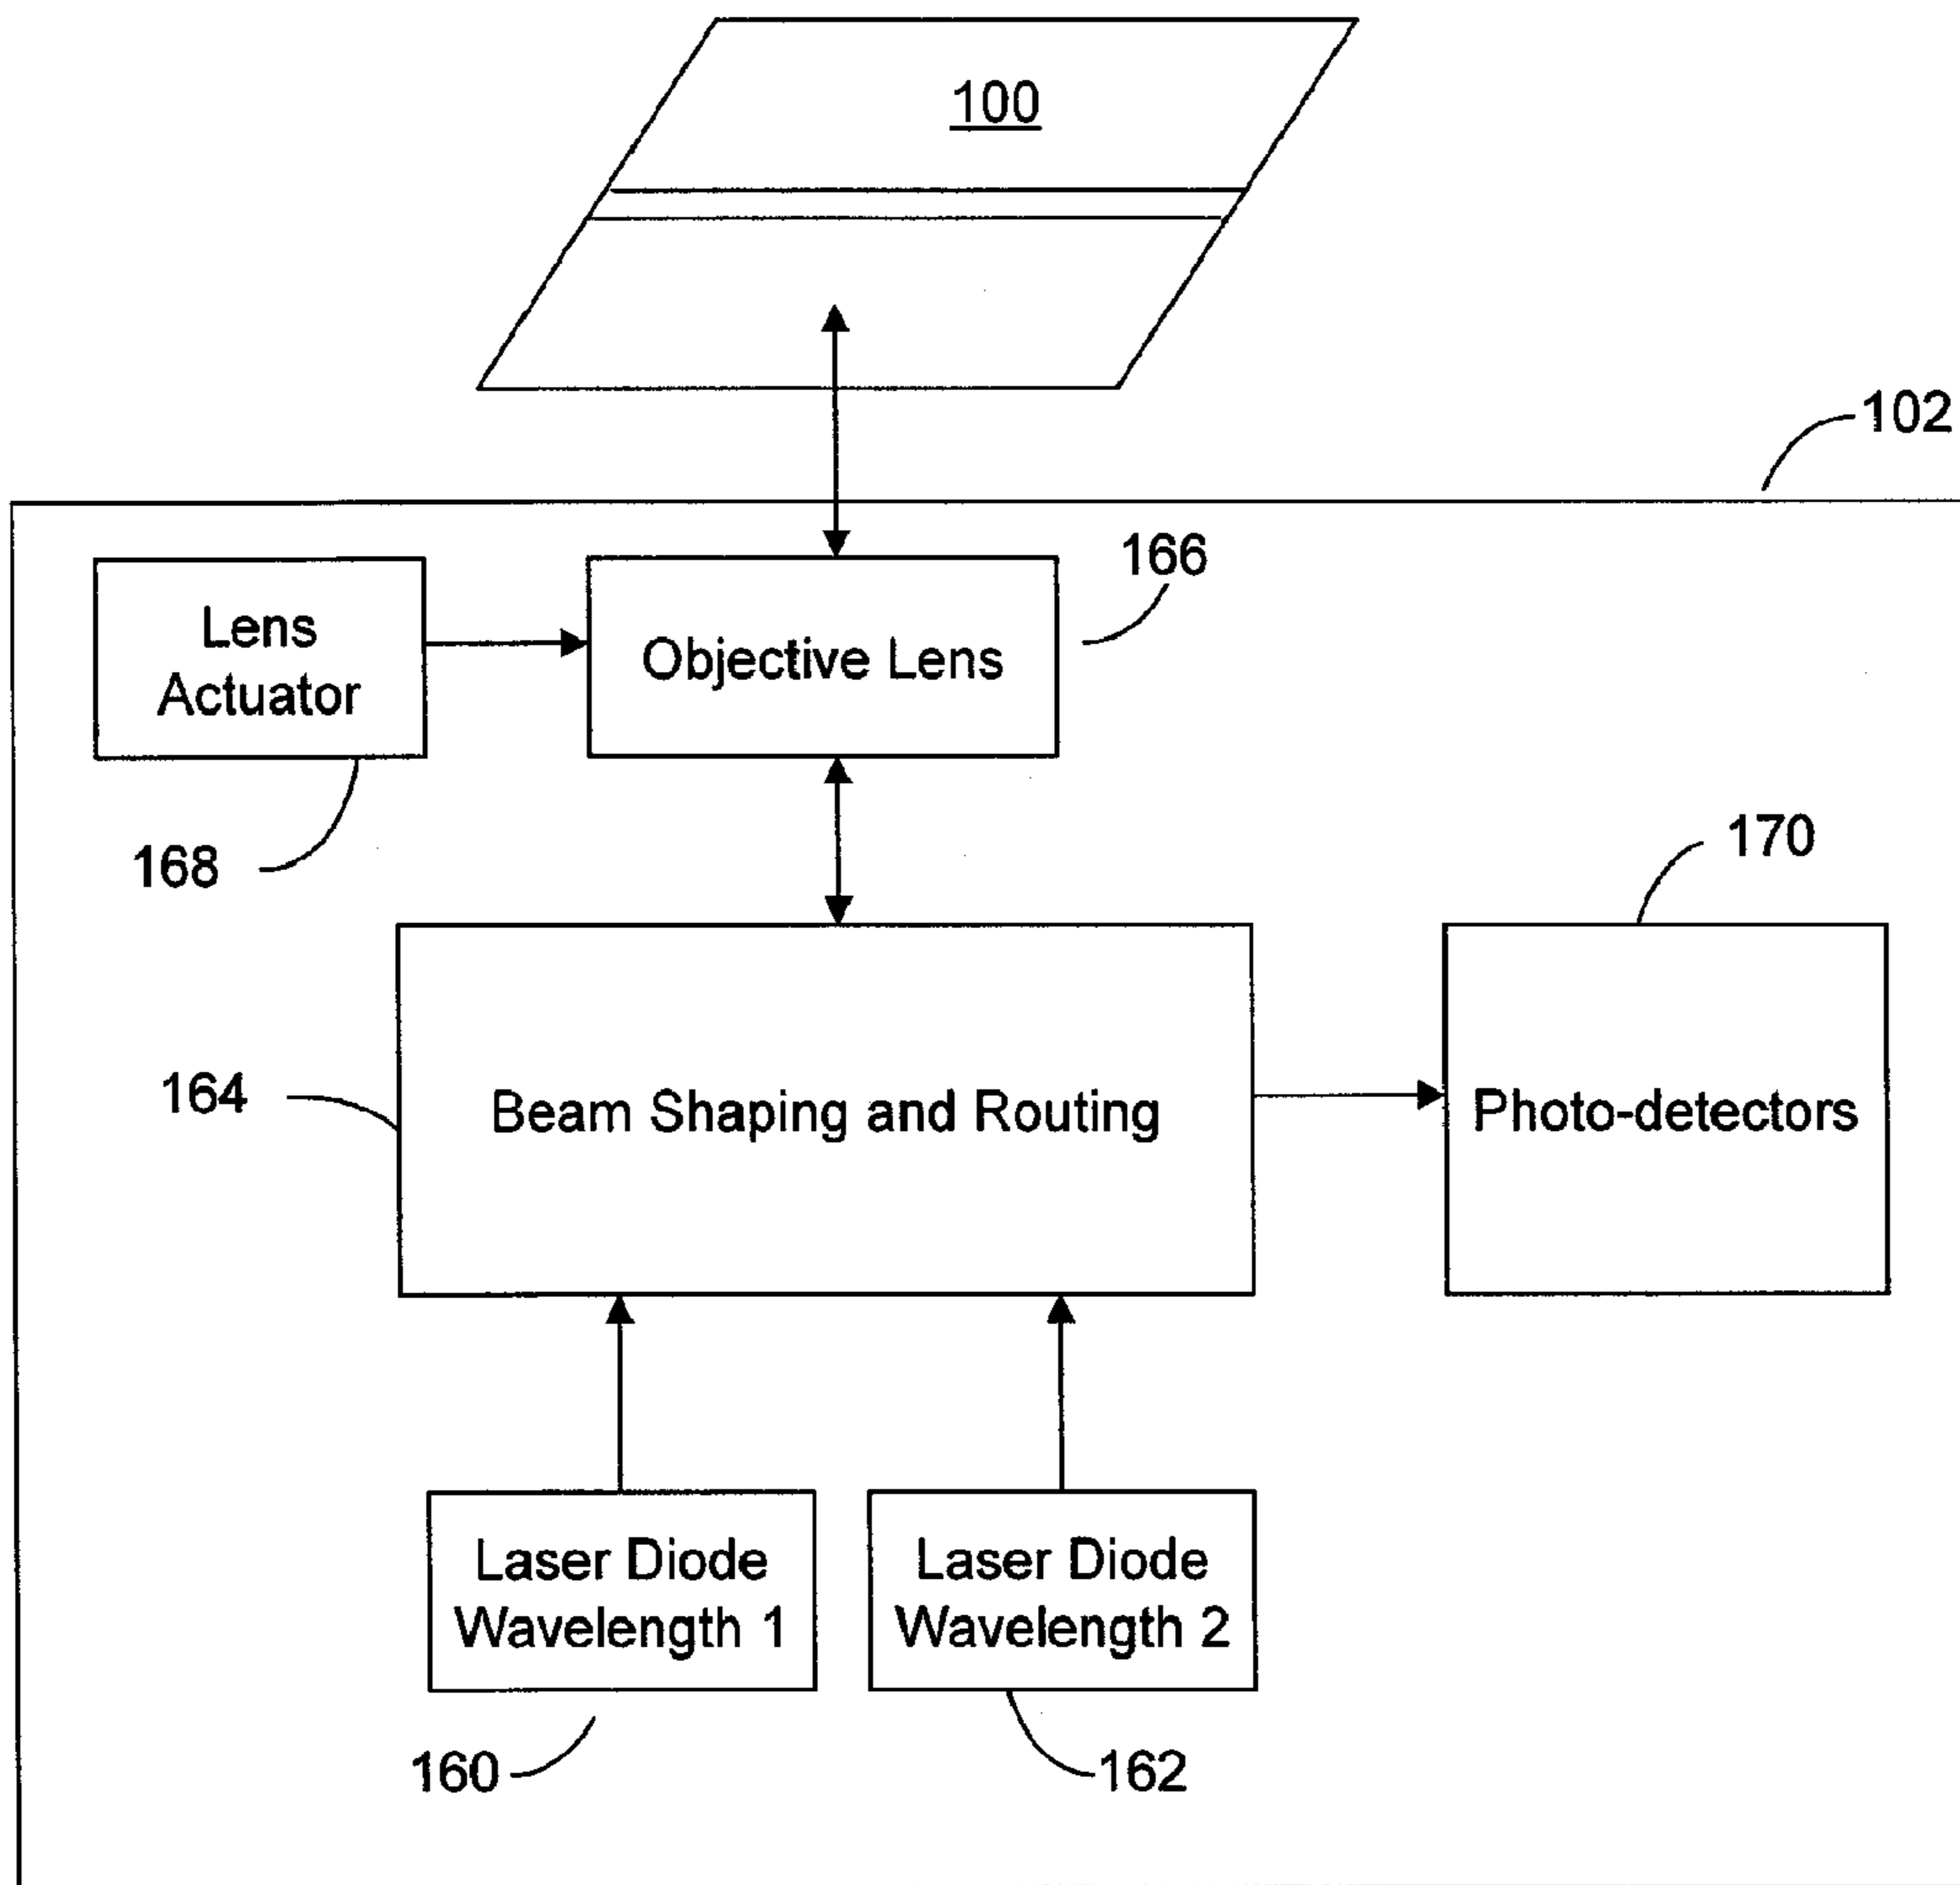 100
102
166
Lens
Actuator
Objective Lens
168
170
164
Beam Shaping and Routing
Photo-detectors
Laser Diode
Wavelength 1
Laser Diode
Wavelength 2
160
162